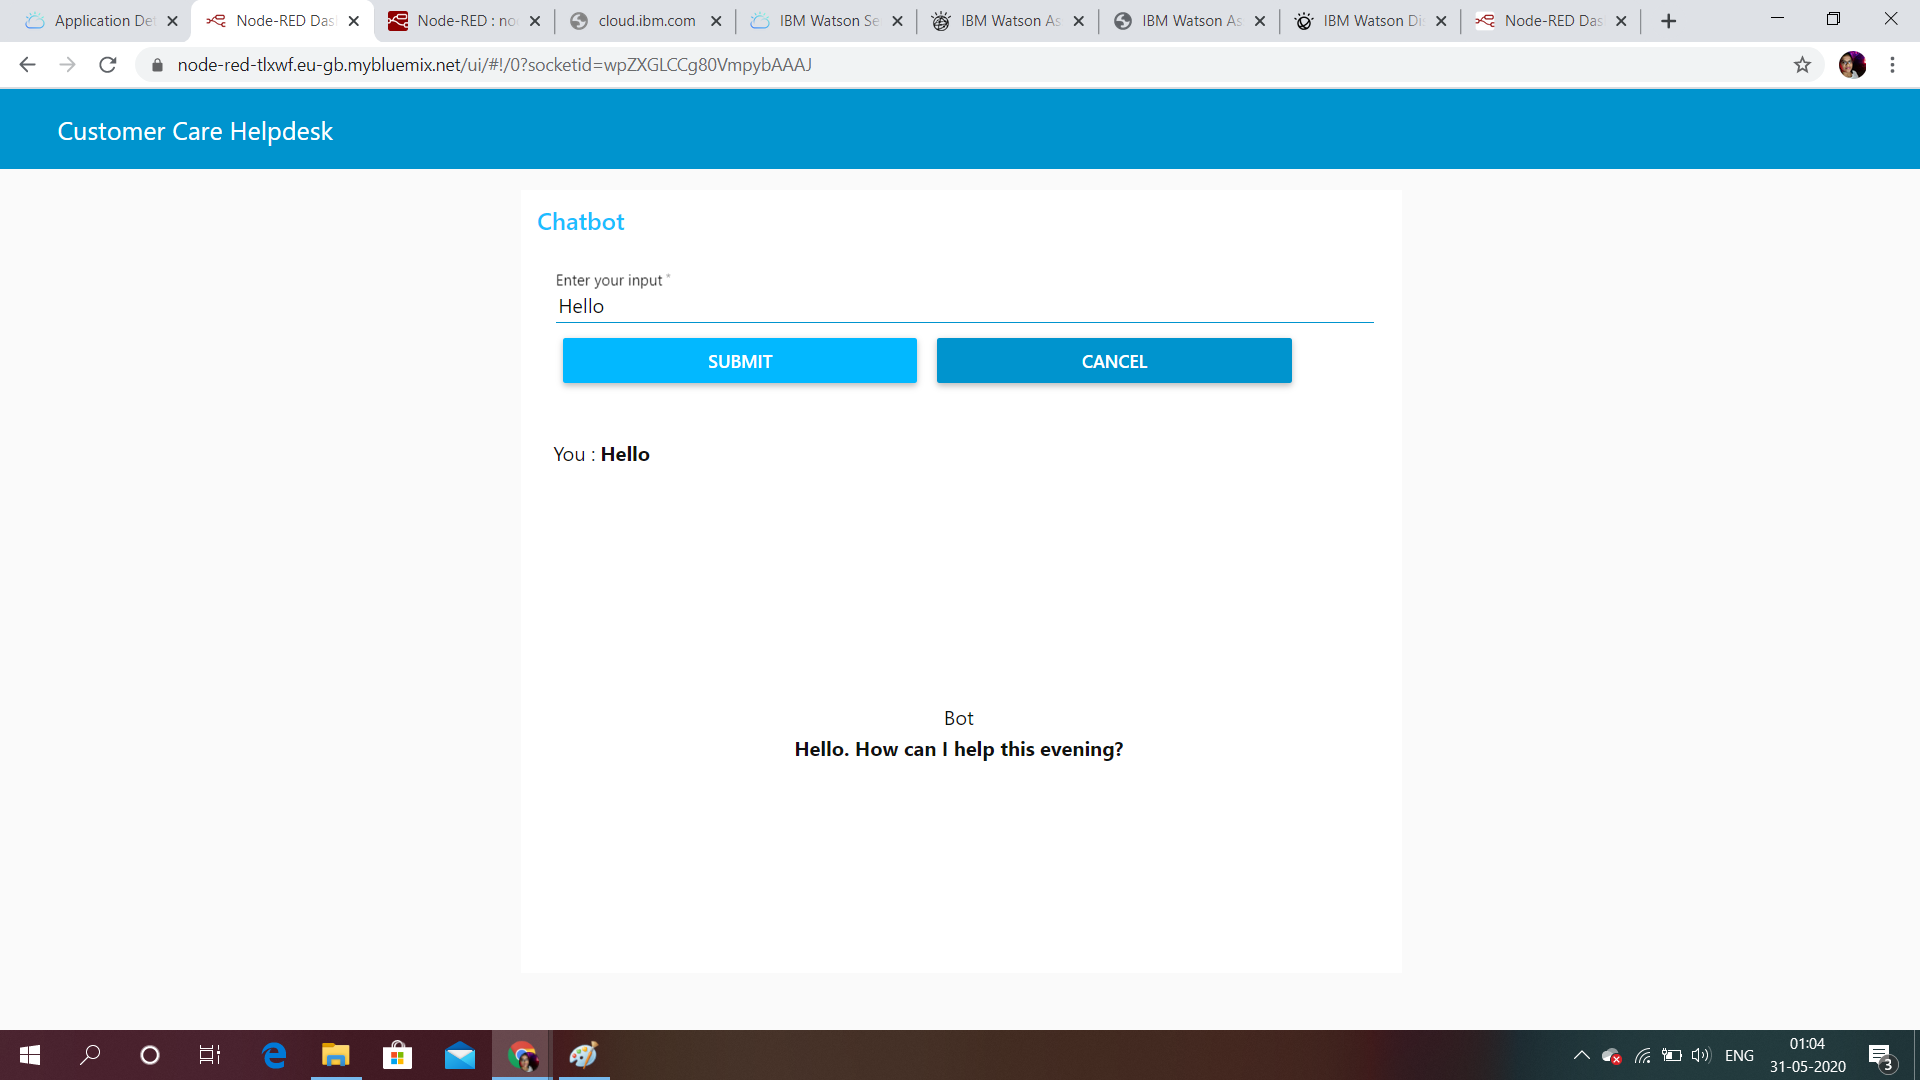 Application Det
Node-RED Das
Node-RED : no
cloud.ibm.com
IBM Watson Se
IBM Watson As
IBM Watson As
IBM Watson Di
Node-RED Das
node-red-tlxwf.eu-gb.mybluemix.net/ui/#!/0?socketid=wpZXGLCCg80VmpybAAAJ
Customer Care Helpdesk
Chatbot
Enter your input *
Hello
SUBMIT
CANCEL
You : Hello
Bot
Hello. How can I help this evening?
ENG
01:04
31-05-2020
3